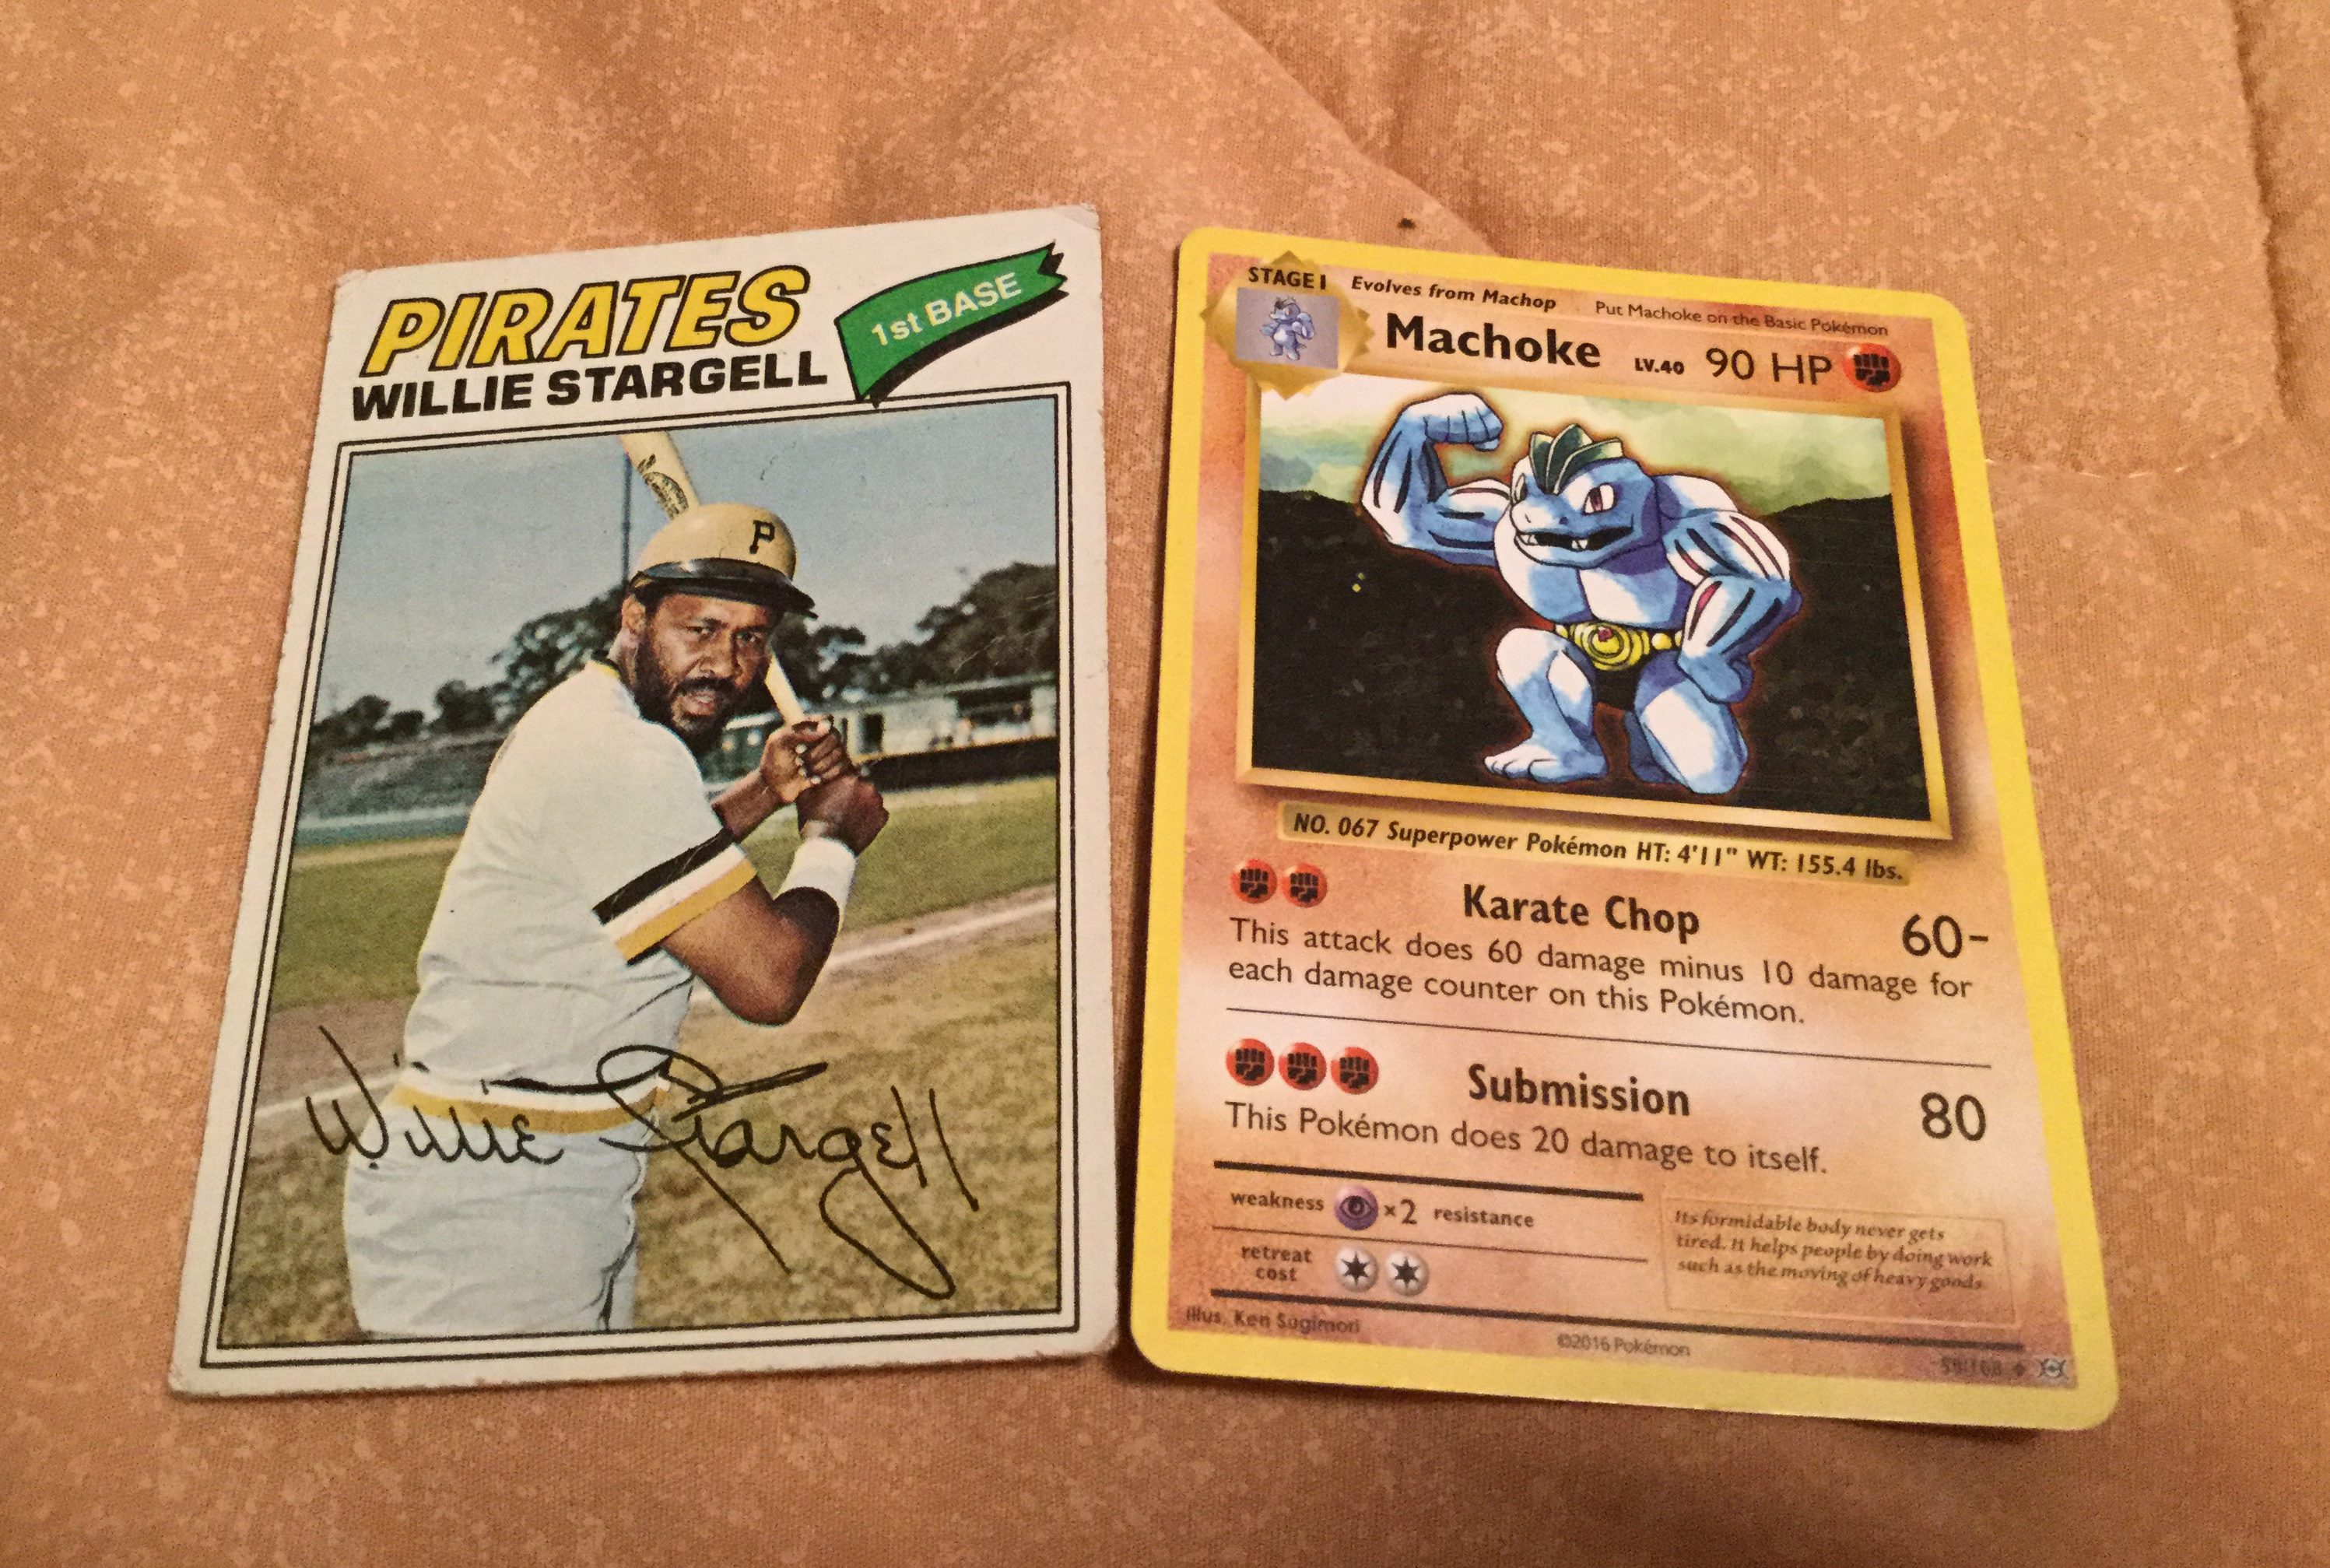 PIRATES
WILLIE STARGELL
1st BASE
P
Willie Stargell
STAGE 1 Evolves from Machop Put Machoke on the Basic Pokémon
Machoke LV.40 90 HP
NO. 067 Superpower Pokémon HT: 4'11" WT: 155.4 lbs.
Karate Chop 60-
This attack does 60 damage minus 10 damage for
each damage counter on this Pokémon.
Submission 80
This Pokémon does 20 damage to itself.
weakness ×2 resistance
retreat
cost
Its formidable body never gets
tired. It helps people by doing work
such as the moving of heavy goods.
Illus. Ken Sugimori
©2016 Pokémon